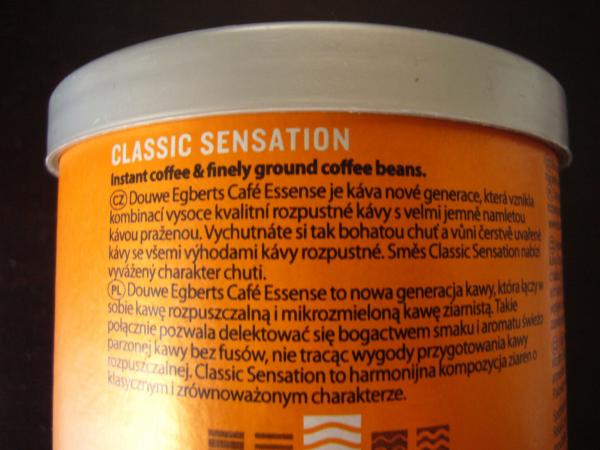 CLASSIC SENSATION
Instant coffee & finely ground coffee beans.
CZ Douwe Egberts Café Essense je káva nové generace, která vznikla
kombinací vysoce kvalitní rozpustné kávy s velmi jemně namletou
kávou praženou. Vychutnáte si tak bohatou chuť a vůni čerstvě uvařené
kávy se všemi výhodami kávy rozpustné. Směs Classic Sensation nabízí
vyvážený charakter chuti.
PL Douwe Egberts Café Essense to nowa generacja kawy, która łączy w
sobie kawę rozpuszczalną i mikrozmieloną kawę ziarnistą. Takie
połącznie pozwala delektować się bogactwem smaku i aromatu świeżo
parzonej kawy bez fusów, nie tracąc wygody przygotowania kawy
rozpuszczalnej. Classic Sensation to harmonijna kompozycja ziaren o
klasycznym i zrównoważonym charakterze.